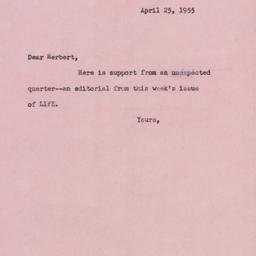 April 25, 1955
Dear Herbert,
Here is support from an unexpected
quarter--an editorial from this week's issue
of LIFE.
Yours,